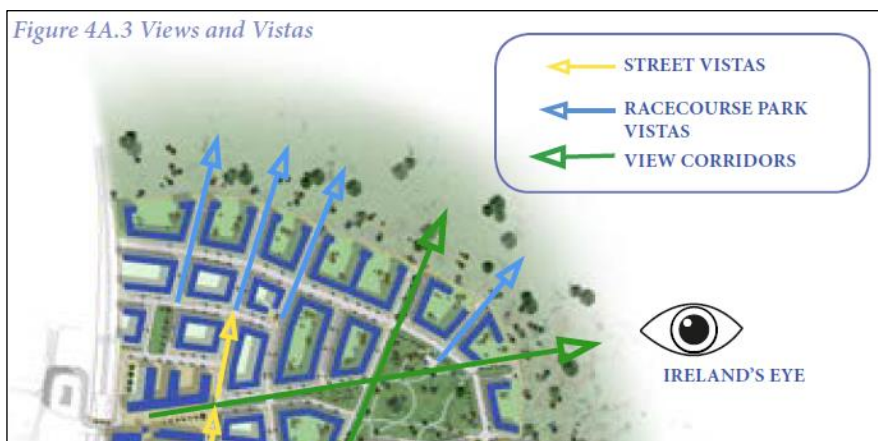 Figure 4A.3 Views and Vistas
STREET VISTAS
RACECOURSE PARK
VISTAS
VIEW CORRIDORS
IRELAND'S EYE